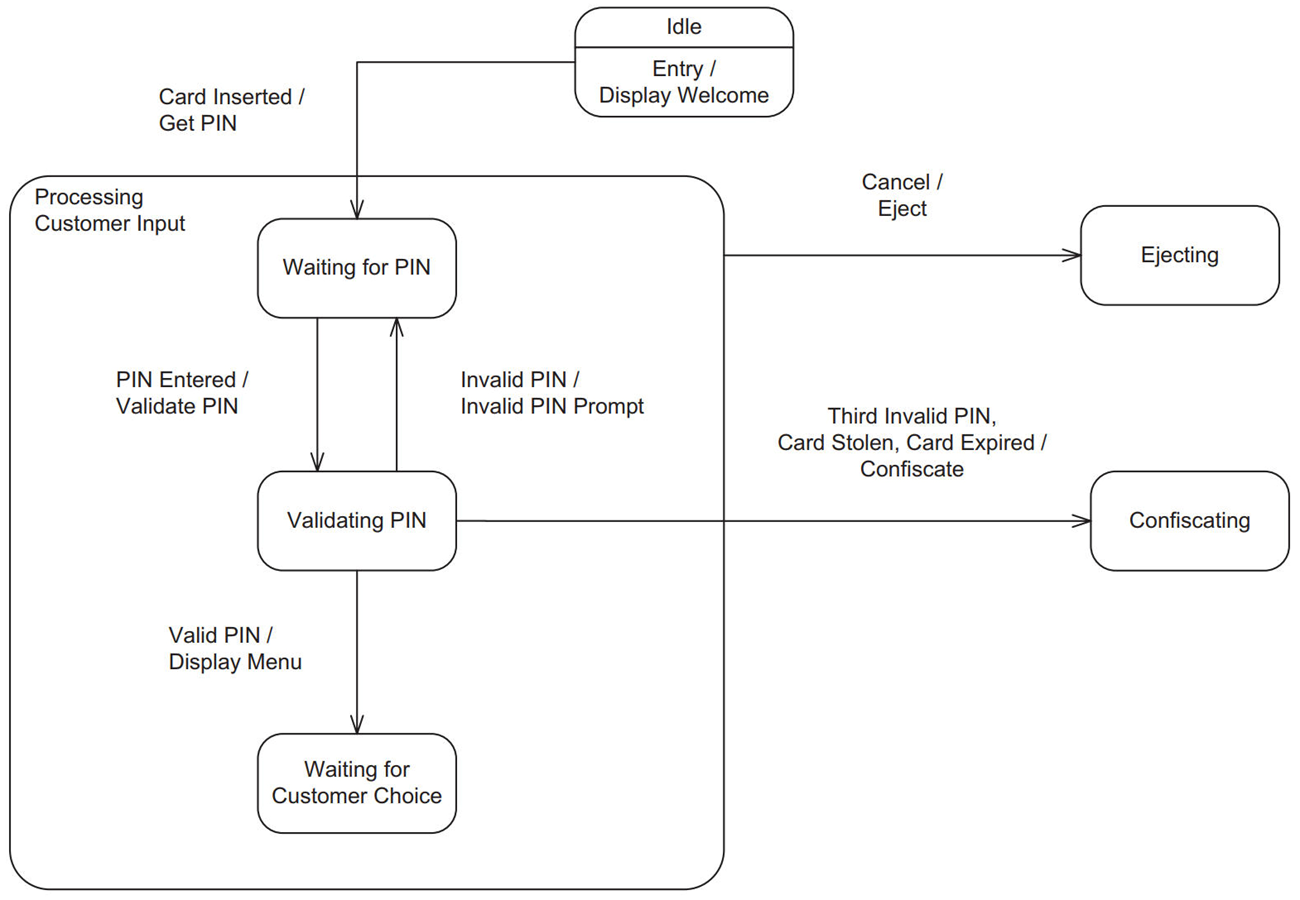 Idle
Entry /
Display Welcome
Card Inserted /
Get PIN
Processing
Customer Input
Cancel /
Eject
Ejecting
Waiting for PIN
PIN Entered /
Validate PIN
Invalid PIN /
Invalid PIN Prompt
Third Invalid PIN,
Card Stolen, Card Expired /
Confiscate
Validating PIN
Confiscating
Valid PIN /
Display Menu
Waiting for
Customer Choice